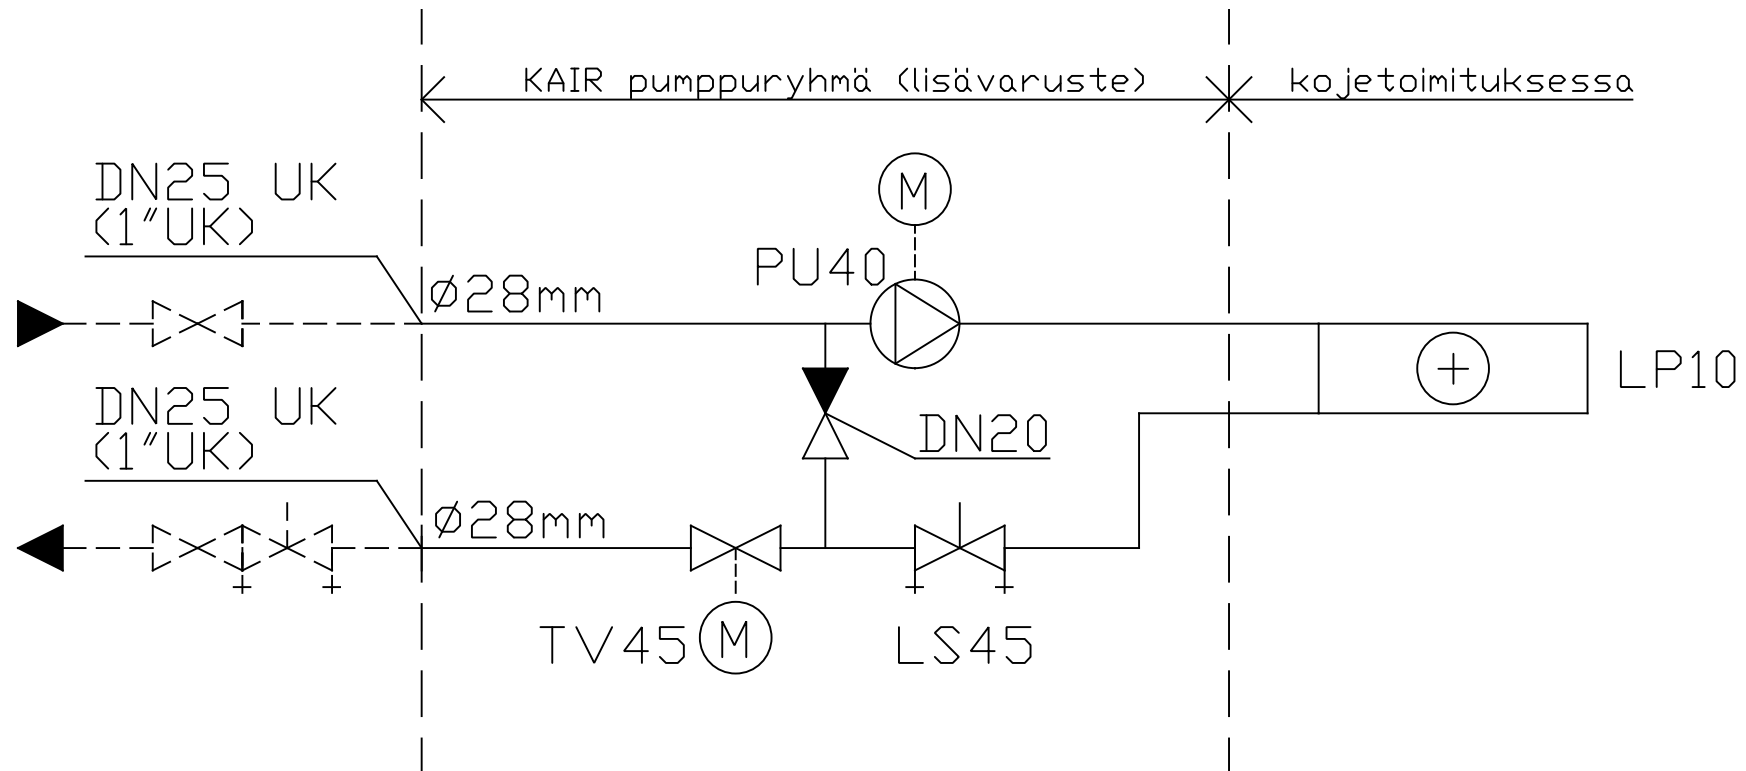 KAIR pumppuryhmä (lisävaruste)
kojetoimituksessa
DN25 UK
(1"UK)
M
PU40
Ø28mm
LP10
DN25 UK
(1"UK)
DN20
Ø28mm
TV45
M
LS45